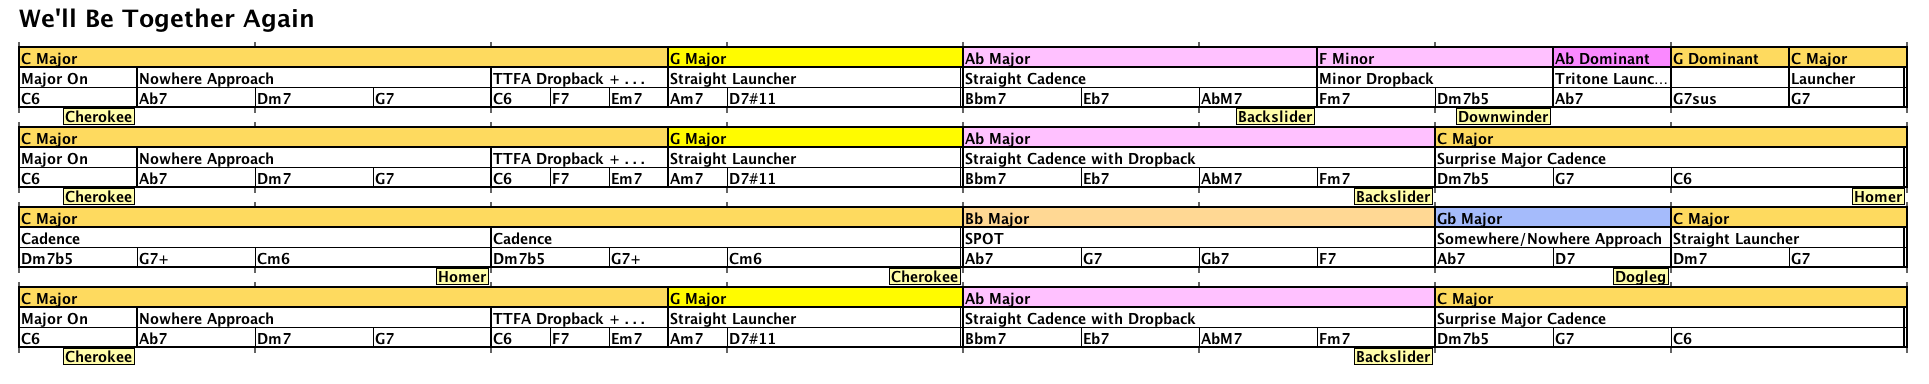 We'll Be Together Again
C Major G Major Ab Major F Minor Ab Dominant G Dominant C Major
Major On Nowhere Approach TTFA Dropback + . . . Straight Launcher Straight Cadence Minor Dropback Tritone Launc... Launcher
C6 Ab7 Dm7 G7 C6 F7 Em7 Am7 D7#11 Bbm7 Eb7 AbM7 Fm7 Dm7b5 Ab7 G7sus G7
Cherokee Backslider Downwinder
C Major G Major Ab Major C Major
Major On Nowhere Approach TTFA Dropback + . . . Straight Launcher Straight Cadence with Dropback Surprise Major Cadence
C6 Ab7 Dm7 G7 C6 F7 Em7 Am7 D7#11 Bbm7 Eb7 AbM7 Fm7 Dm7b5 G7 C6
Cherokee Backslider Homer
C Major Bb Major Gb Major C Major
Cadence Cadence SPOT Somewhere/Nowhere Approach Straight Launcher
Dm7b5 G7+ Cm6 Dm7b5 G7+ Cm6 Ab7 G7 Gb7 F7 Ab7 D7 Dm7 G7
Homer Cherokee Dogleg
C Major G Major Ab Major C Major
Major On Nowhere Approach TTFA Dropback + . . . Straight Launcher Straight Cadence with Dropback Surprise Major Cadence
C6 Ab7 Dm7 G7 C6 F7 Em7 Am7 D7#11 Bbm7 Eb7 AbM7 Fm7 Dm7b5 G7 C6
Cherokee Backslider